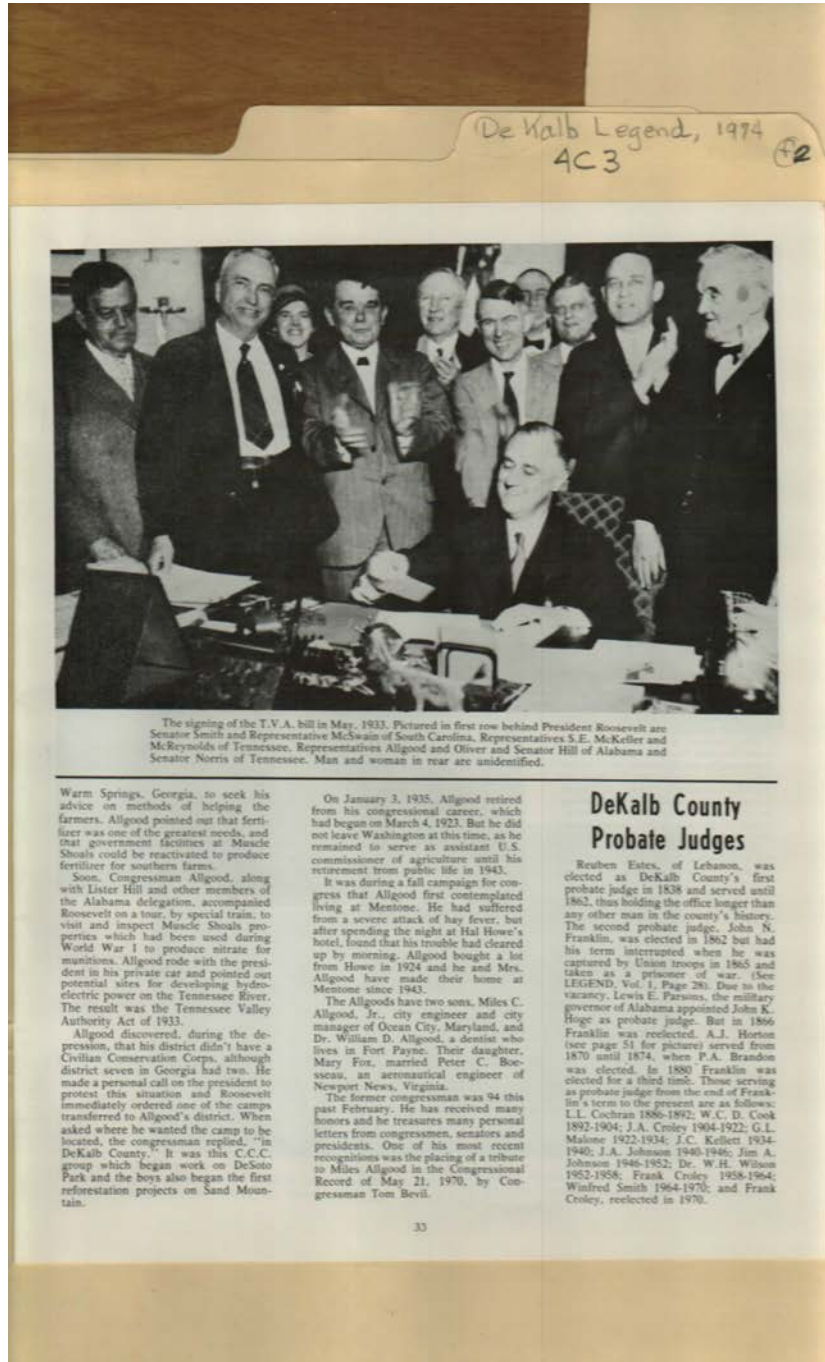 De Kalb Legend, 1974
4C3
f2
The signing of the T.V.A. bill in May, 1933. Pictured in first row behind President Roosevelt are
Senator Smith and Representative McSwain of South Carolina, Representatives S.E. McKeller and
McReynolds of Tennessee, Representatives Allgood and Oliver and Senator Hill of Alabama and
Senator Norris of Tennessee. Man and woman in rear are unidentified.
Warm Springs, Georgia, to seek his
advice on methods of helping the
farmers. Allgood pointed out that ferti-
lizer was one of the greatest needs, and
that government facilities at Muscle
Shoals could be reactivated to produce
fertilizer for southern farms.
Soon, Congressman Allgood, along
with Lister Hill and other members of
the Alabama delegation, accompanied
Roosevelt on a tour, by special train, to
visit and inspect Muscle Shoals pro-
perties which had been used during
World War I to produce nitrate for
munitions. Allgood rode with the presi-
dent in his private car and pointed out
potential sites for developing hydro-
electric power on the Tennessee River.
The result was the Tennessee Valley
Authority Act of 1933.
Allgood discovered, during the de-
pression, that his district didn't have a
Civilian Conservation Corps, although
district seven in Georgia had two. He
made a personal call on the president to
protest this situation and Roosevelt
immediately ordered one of the camps
transferred to Allgood's district. When
asked where he wanted the camp to be
located, the congressman replied, "in
DeKalb County." It was this C.C.C.
group which began work on DeSoto
Park and the boys also began the first
reforestation projects on Sand Moun-
tain.
On January 3, 1935, Allgood retired
from his congressional career, which
had begun on March 4, 1923. But he did
not leave Washington at this time, as he
remained to serve as assistant U.S.
commissioner of agriculture until his
retirement from public life in 1943.
It was during a fall campaign for con-
gress that Allgood first contemplated
living at Mentone. He had suffered
from a severe attack of hay fever, but
after spending the night at Hal Howe's
hotel, found that his trouble had cleared
up by morning. Allgood bought a lot
from Howe in 1924 and he and Mrs.
Allgood have made their home at
Mentone since 1943.
The Allgoods have two sons, Miles C.
Allgood, Jr., city engineer and city
manager of Ocean City, Maryland, and
Dr. William D. Allgood, a dentist who
lives in Fort Payne. Their daughter,
Mary Fox, married Peter C. Boe-
sseau, an aeronautical engineer of
Newport News, Virginia.
The former congressman was 94 this
past February. He has received many
honors and he treasures many personal
letters from congressmen, senators and
presidents. One of his most recent
recognitions was the placing of a tribute
to Miles Allgood in the Congressional
Record of May 21, 1970, by Con-
gressman Tom Bevil.
DeKalb County
Probate Judges
Reuben Estes, of Lebanon, was
elected as DeKalb County's first
probate judge in 1838 and served until
1862, thus holding the office longer than
any other man in the county's history.
The second probate judge, John N.
Franklin, was elected in 1862 but had
his term interrupted when he was
captured by Union troops in 1865 and
taken as a prisoner of war. (See
LEGEND, Vol. 1, Page 28). Due to the
vacancy, Lewis E. Parsons, the military
governor of Alabama appointed John K.
Hoge as probate judge. But in 1866
Franklin was reelected. A.J. Horton
(see page 51 for picture) served from
1870 until 1874, when P.A. Brandon
was elected. In 1880 Franklin was
elected for a third time. Those serving
as probate judge from the end of Frank-
lin's term to the present are as follows:
L.L. Cochran 1886-1892; W.C. D. Cook
1892-1904; J.A. Croley 1904-1922; G.L.
Malone 1922-1934; J.C. Kellett 1934-
1940; J.A. Johnson 1940-1946; Jim A.
Johnson 1946-1952; Dr. W.H. Wilson
1952-1958; Frank Croley 1958-1964;
Winfred Smith 1964-1970; and Frank
Croley, reelected in 1970.
33